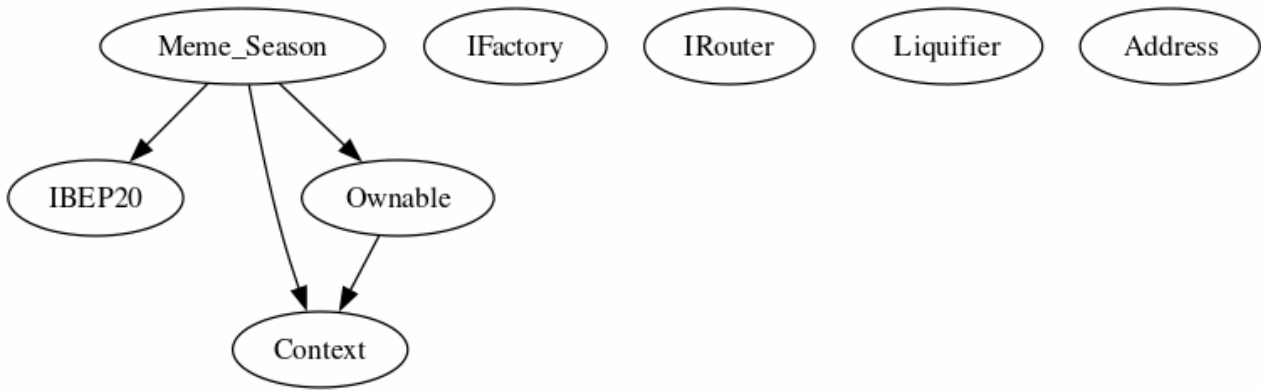 Meme_Season
IFactory
IRouter
Liquifier
Address
IBEP20
Ownable
Context